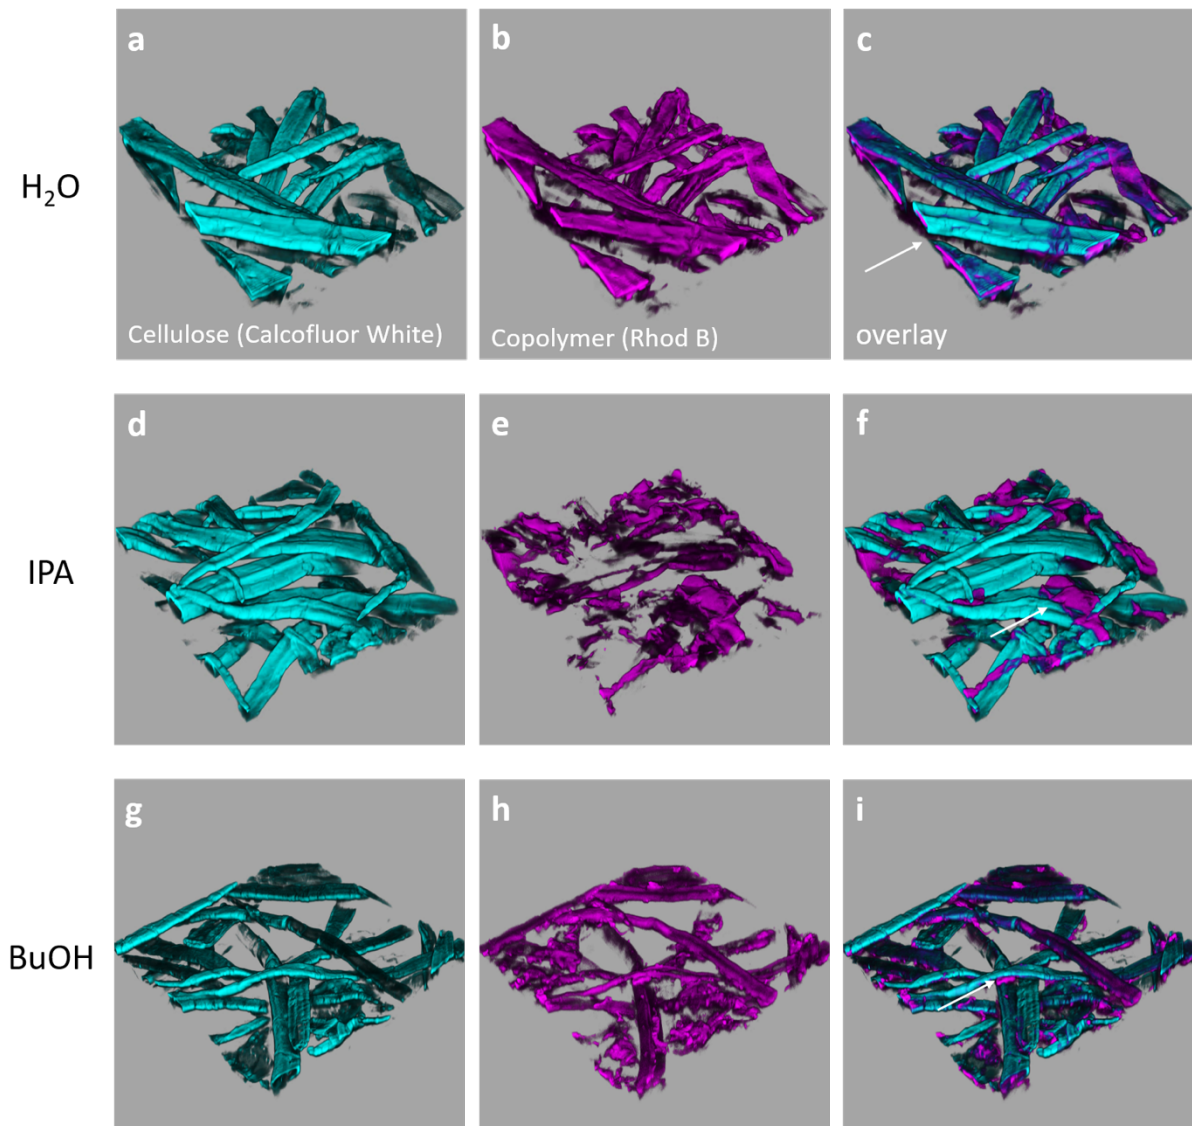 a
b
c
H₂O
Cellulose (Calcofluor White)
Copolymer (Rhod B)
overlay
d
e
f
IPA
g
h
i
BuOH